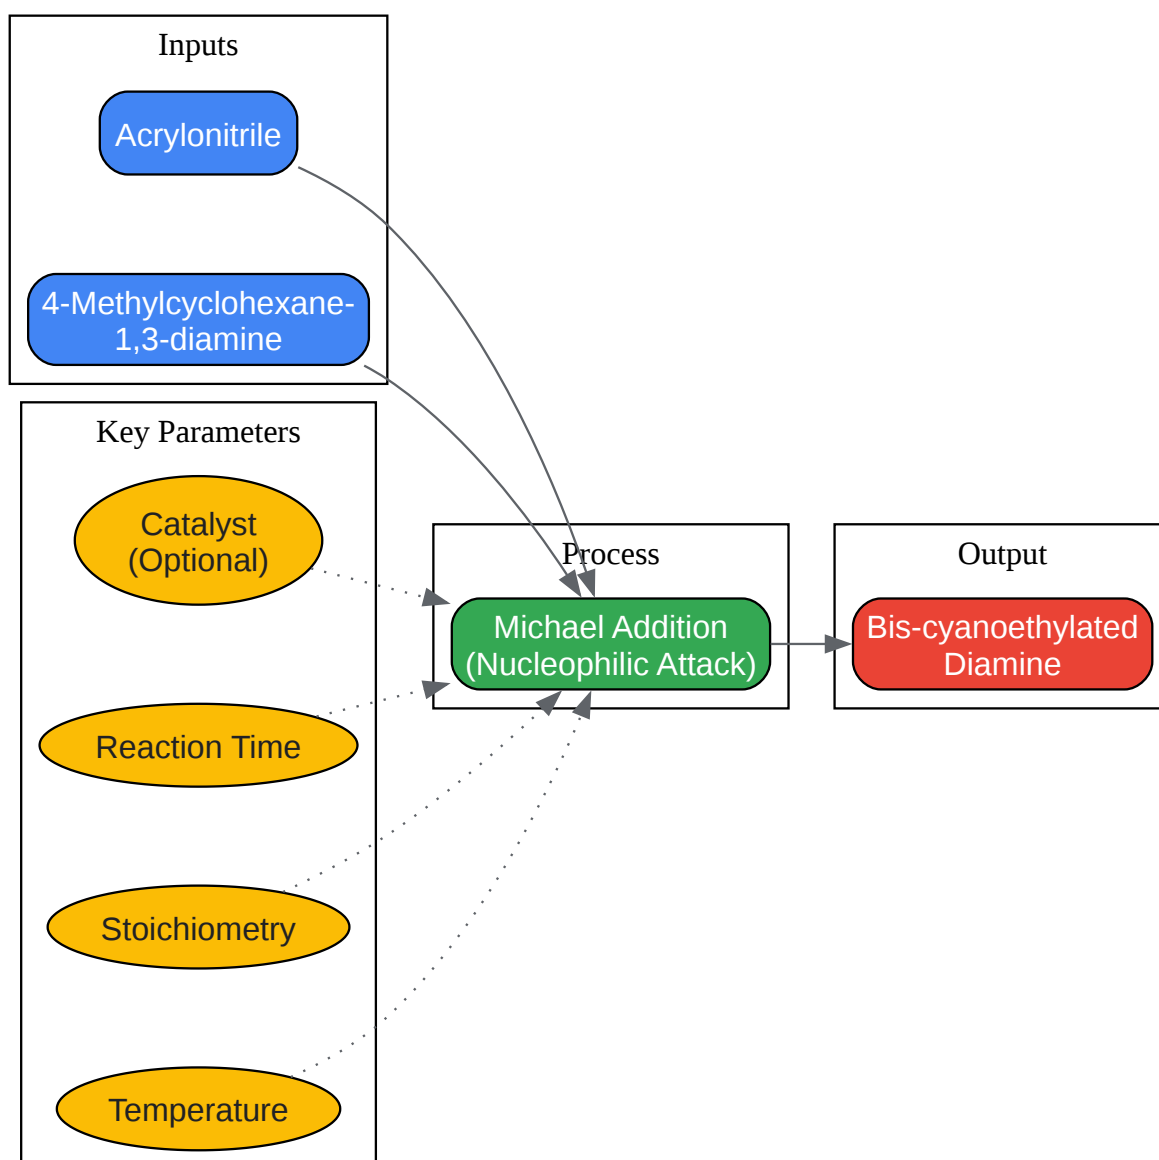 Inputs
Acrylonitrile
4-Methylcyclohexane-
1,3-diamine
Key Parameters
Catalyst
(Optional)
Reaction Time
Stoichiometry
Temperature
Process
Michael Addition
(Nucleophilic Attack)
Output
Bis-cyanoethylated
Diamine